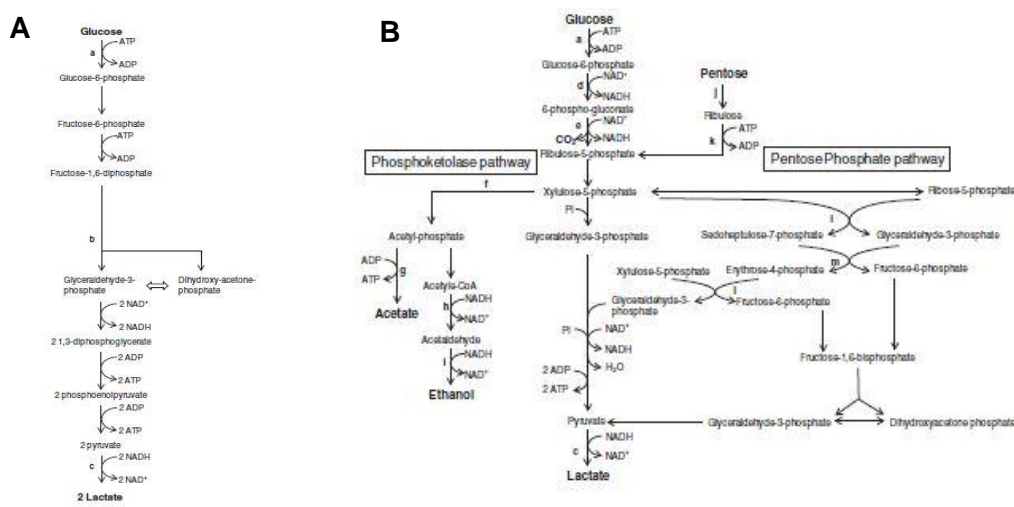 A
Glucose
a
ATP
ADP
Glucose-6-phosphate
Fructose-6-phosphate
ATP
ADP
Fructose-1,6-diphosphate
b
Glyceraldehyde-3-
phosphate
Dihydroxy-acetone-
phosphate
2 NAD⁺
2 NADH
2 1,3-diphosphoglycerate
2 ADP
2 ATP
2 phosphoenolpyruvate
2 ADP
2 ATP
2 pyruvate
c
2 NADH
2 NAD⁺
2 Lactate
B
Glucose
a
ATP
ADP
Glucose-6-phosphate
d
NAD⁺
NADH
6-phospho-gluconate
e
NAD⁺
NADH
CO₂
Ribulose-5-phosphate
Pentose
j
Ribulose
k
ATP
ADP
Phosphoketolase pathway
Pentose Phosphate pathway
f
Xylulose-5-phosphate
Ribose-5-phosphate
Pi
l
Acetyl-phosphate
Glyceraldehyde-3-phosphate
Sedoheptulose-7-phosphate
Glyceraldehyde-3-phosphate
ADP
ATP
g
Acetate
Acetyle-CoA
h
NADH
NAD⁺
Acetaldehyde
i
NADH
NAD⁺
Ethanol
m
Xylulose-5-phosphate
Erythrose-4-phosphate
Fructose-6-phosphate
l
Glyceraldehyde-3-
phosphate
Fructose-6-phosphate
Pi
NAD⁺
NADH
H₂O
2 ADP
2 ATP
Fructose-1,6-bisphosphate
Pyruvate
Glyceraldehyde-3-phosphate
Dihydroxyacetone phosphate
c
NADH
NAD⁺
Lactate